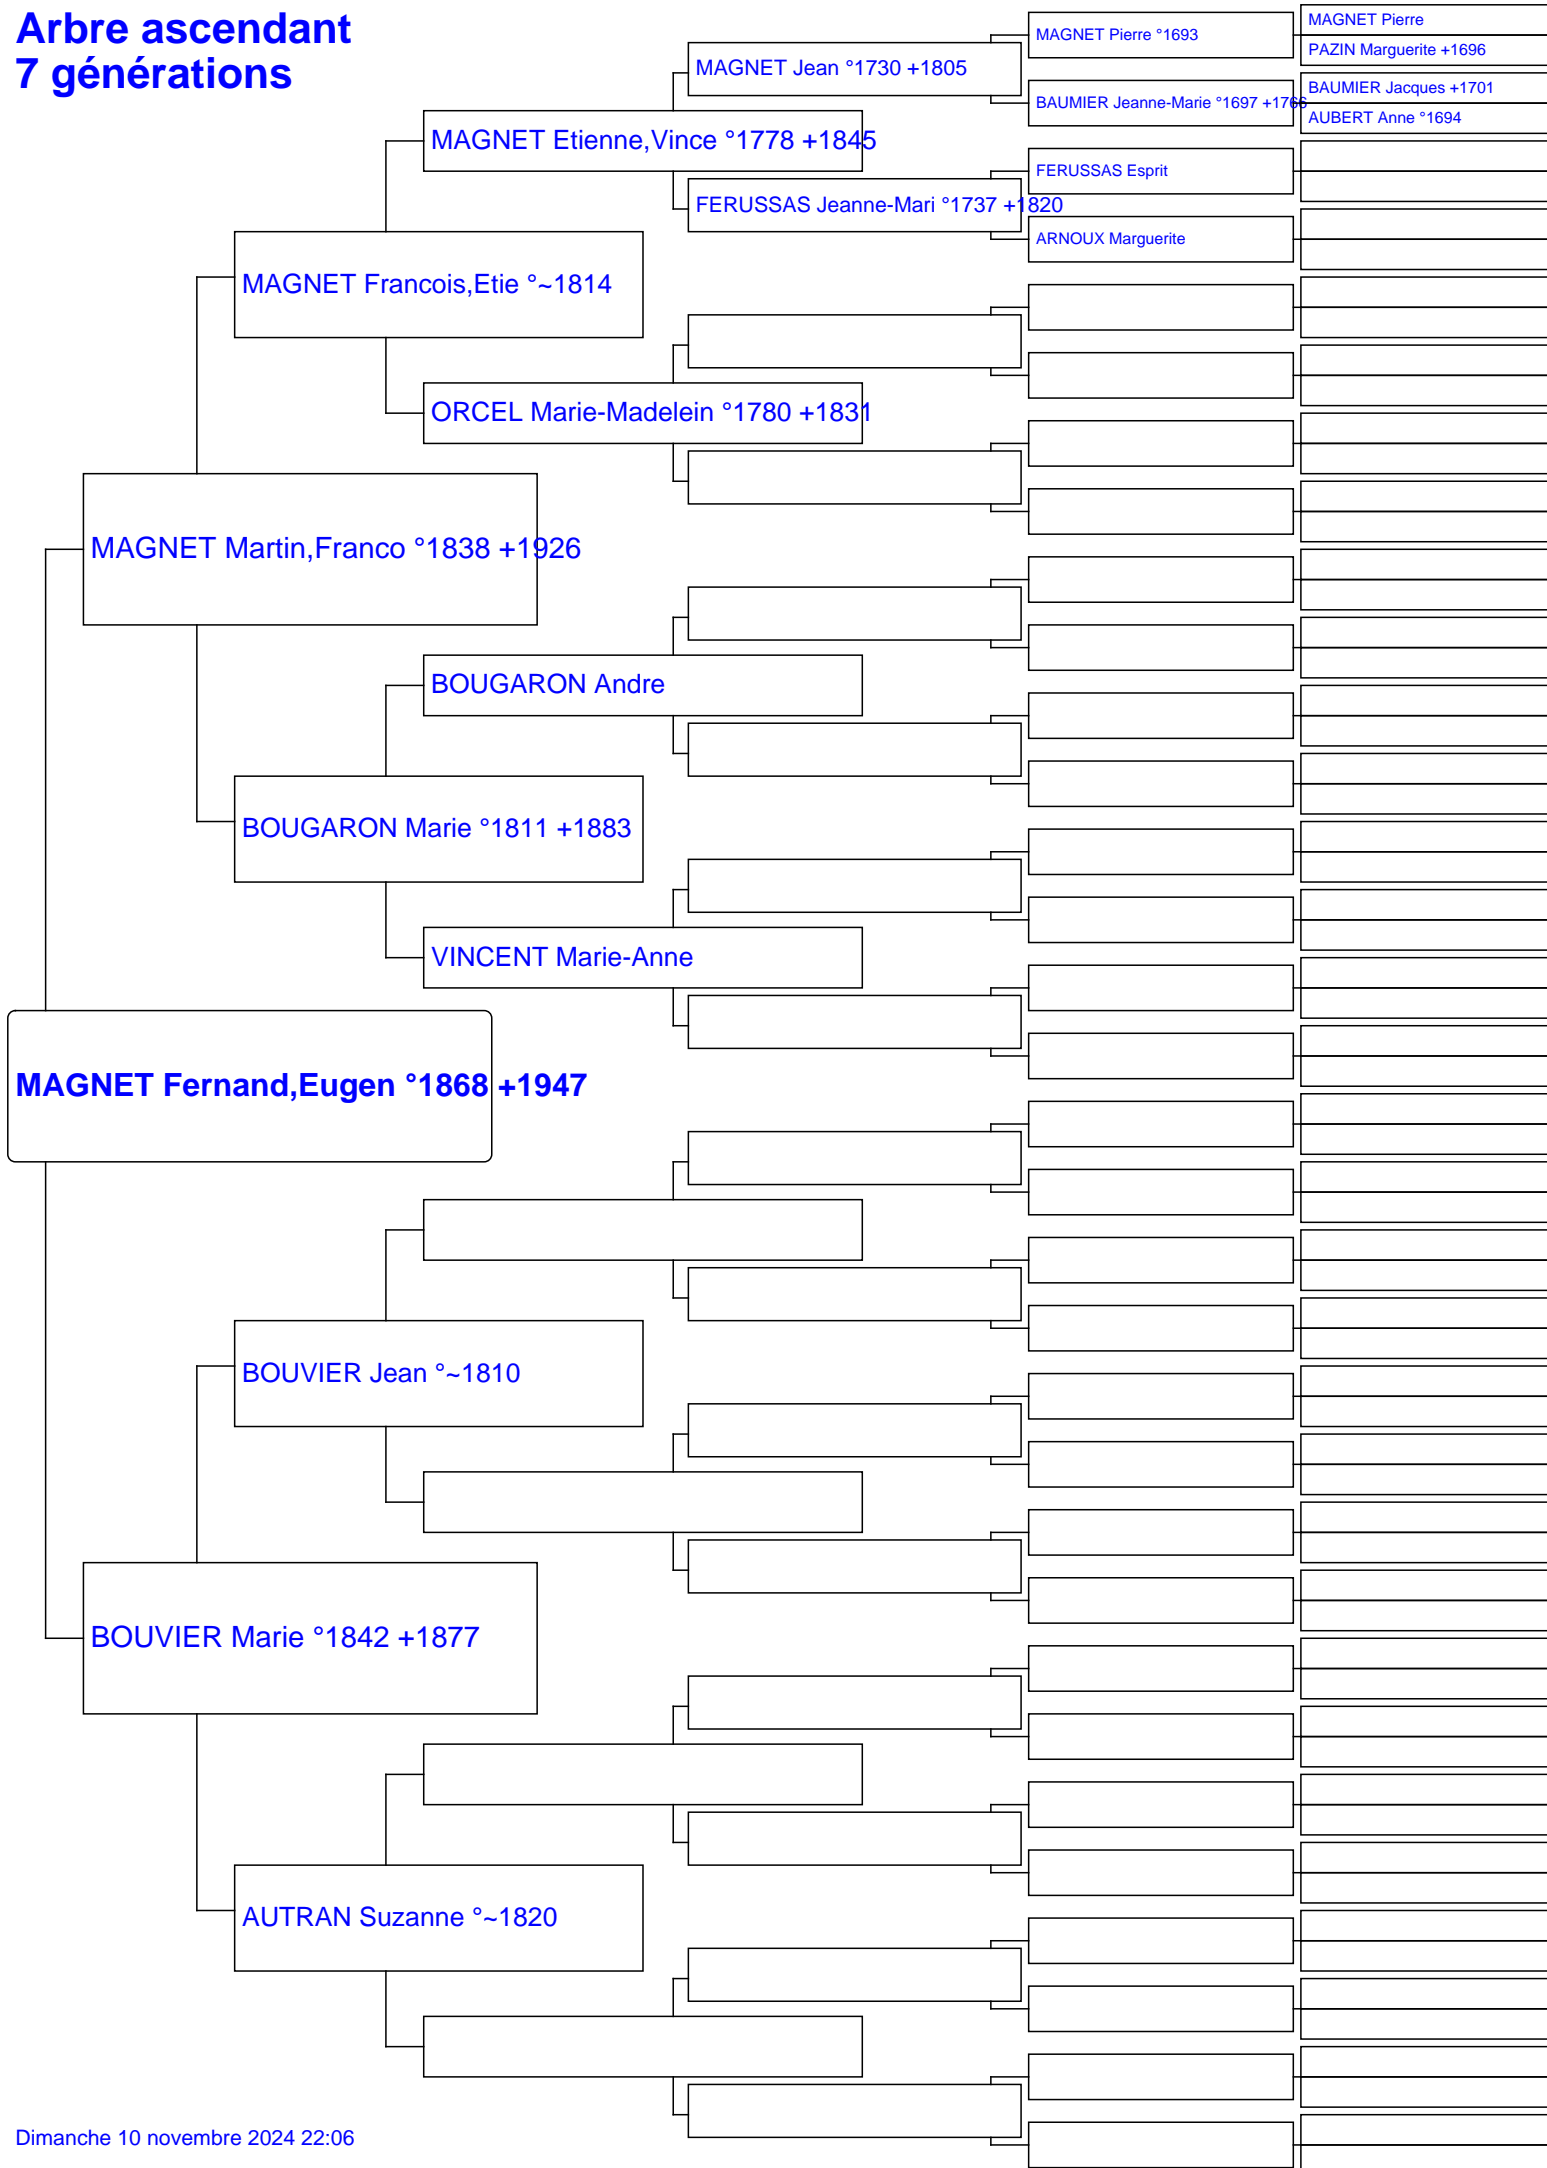 Arbre ascendant
7 générations
MAGNET Pierre
MAGNET Pierre °1693
PAZIN Marguerite +1696
MAGNET Jean °1730 +1805
BAUMIER Jacques +1701
BAUMIER Jeanne-Marie °1697 +1766
AUBERT Anne °1694
MAGNET Etienne,Vince °1778 +1845
FERUSSAS Esprit
FERUSSAS Jeanne-Mari °1737 +1820
ARNOUX Marguerite
MAGNET Francois,Etie °~1814
ORCEL Marie-Madelein °1780 +1831
MAGNET Martin,Franco °1838 +1926
BOUGARON Andre
BOUGARON Marie °1811 +1883
VINCENT Marie-Anne
MAGNET Fernand,Eugen °1868 +1947
BOUVIER Jean °~1810
BOUVIER Marie °1842 +1877
AUTRAN Suzanne °~1820
Dimanche 10 novembre 2024 22:06